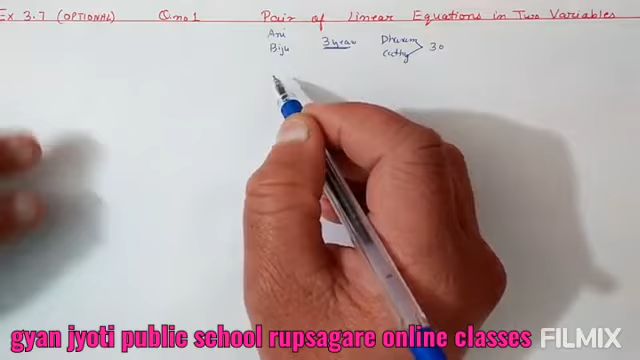 Ex 3.7 (OPTIONAL) Q.no 1 Pair of Linear Equations in Two Variables
Ani
Biju 3 years Dharam
Cathy 30
gyan jyoti public school rupsagare online classes FILMIX